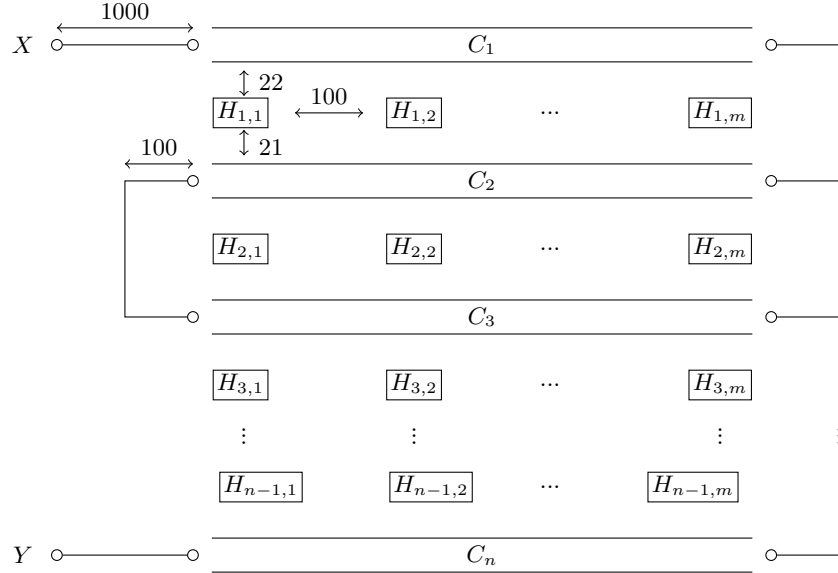 1000
X C₁
22
H₁,₁ 100 H₁,₂ ... H₁,ₘ
21
100
C₂
H₂,₁ H₂,₂ ... H₂,ₘ
C₃
H₃,₁ H₃,₂ ... H₃,ₘ
⋮ ⋮ ⋮ ⋮
Hₙ₋₁,₁ Hₙ₋₁,₂ ... Hₙ₋₁,ₘ
Y Cₙ